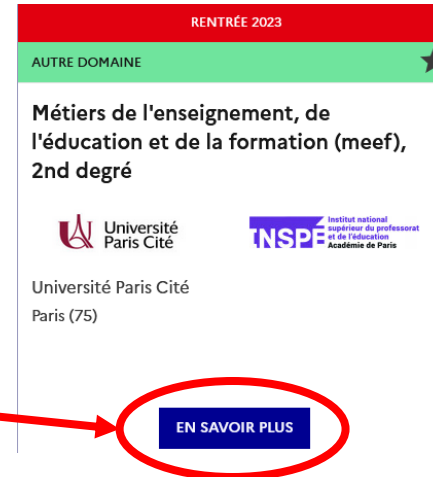 RENTRÉE 2023
AUTRE DOMAINE
Métiers de l'enseignement, de
l'éducation et de la formation (meef),
2nd degré
Université
Paris Cité
INSPÉ
Institut national
supérieur du professorat
et de l'éducation
Académie de Paris
Université Paris Cité
Paris (75)
EN SAVOIR PLUS